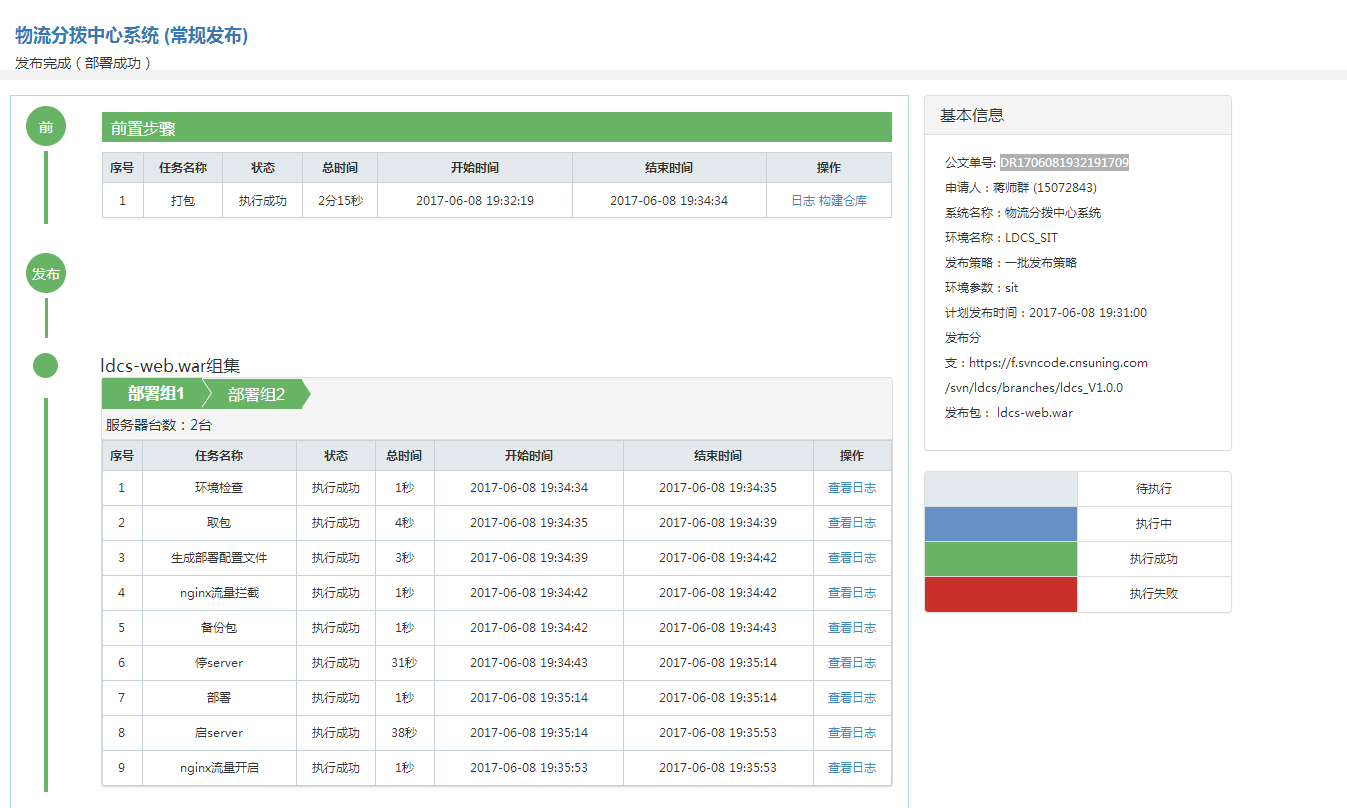 物流分拨中心系统 (常规发布)
发布完成 ( 部署成功 )
前
前置步骤
序号 任务名称 状态 总时间 开始时间 结束时间 操作
1 打包 执行成功 2分15秒 2017-06-08 19:32:19 2017-06-08 19:34:34 日志 构建仓库
发布
ldcs-web.war组集
部署组1 部署组2
服务器台数：2台
序号 任务名称 状态 总时间 开始时间 结束时间 操作
1 环境检查 执行成功 1秒 2017-06-08 19:34:34 2017-06-08 19:34:35 查看日志
2 取包 执行成功 4秒 2017-06-08 19:34:35 2017-06-08 19:34:39 查看日志
3 生成部署配置文件 执行成功 3秒 2017-06-08 19:34:39 2017-06-08 19:34:42 查看日志
4 nginx流量拦截 执行成功 1秒 2017-06-08 19:34:42 2017-06-08 19:34:42 查看日志
5 备份包 执行成功 1秒 2017-06-08 19:34:42 2017-06-08 19:34:43 查看日志
6 停server 执行成功 31秒 2017-06-08 19:34:43 2017-06-08 19:35:14 查看日志
7 部署 执行成功 1秒 2017-06-08 19:35:14 2017-06-08 19:35:14 查看日志
8 启server 执行成功 38秒 2017-06-08 19:35:14 2017-06-08 19:35:53 查看日志
9 nginx流量开启 执行成功 1秒 2017-06-08 19:35:53 2017-06-08 19:35:53 查看日志
基本信息
公文单号: DR1706081932191709
申请人：蒋师群 (15072843)
系统名称：物流分拨中心系统
环境名称：LDCS_SIT
发布策略：一批发布策略
环境参数：sit
计划发布时间：2017-06-08 19:31:00
发布分
支：https://f.svncode.cnsuning.com
/svn/ldcs/branches/ldcs_V1.0.0
发布包： ldcs-web.war
待执行
执行中
执行成功
执行失败